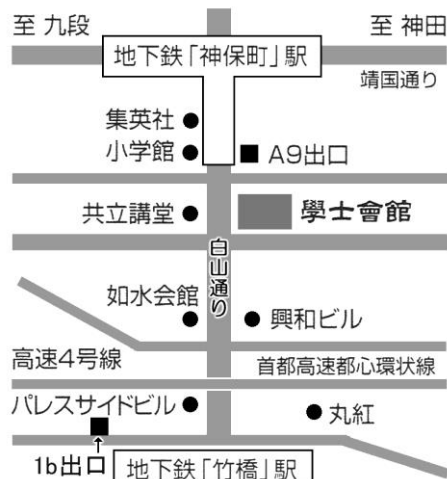 至 九段
至 神田
地下鉄「神保町」駅
靖国通り
集英社
小学館
A9出口
共立講堂
學士會館
白山通り
如水会館
興和ビル
高速4号線
首都高速都心環状線
パレスサイドビル
丸紅
1b出口
地下鉄「竹橋」駅